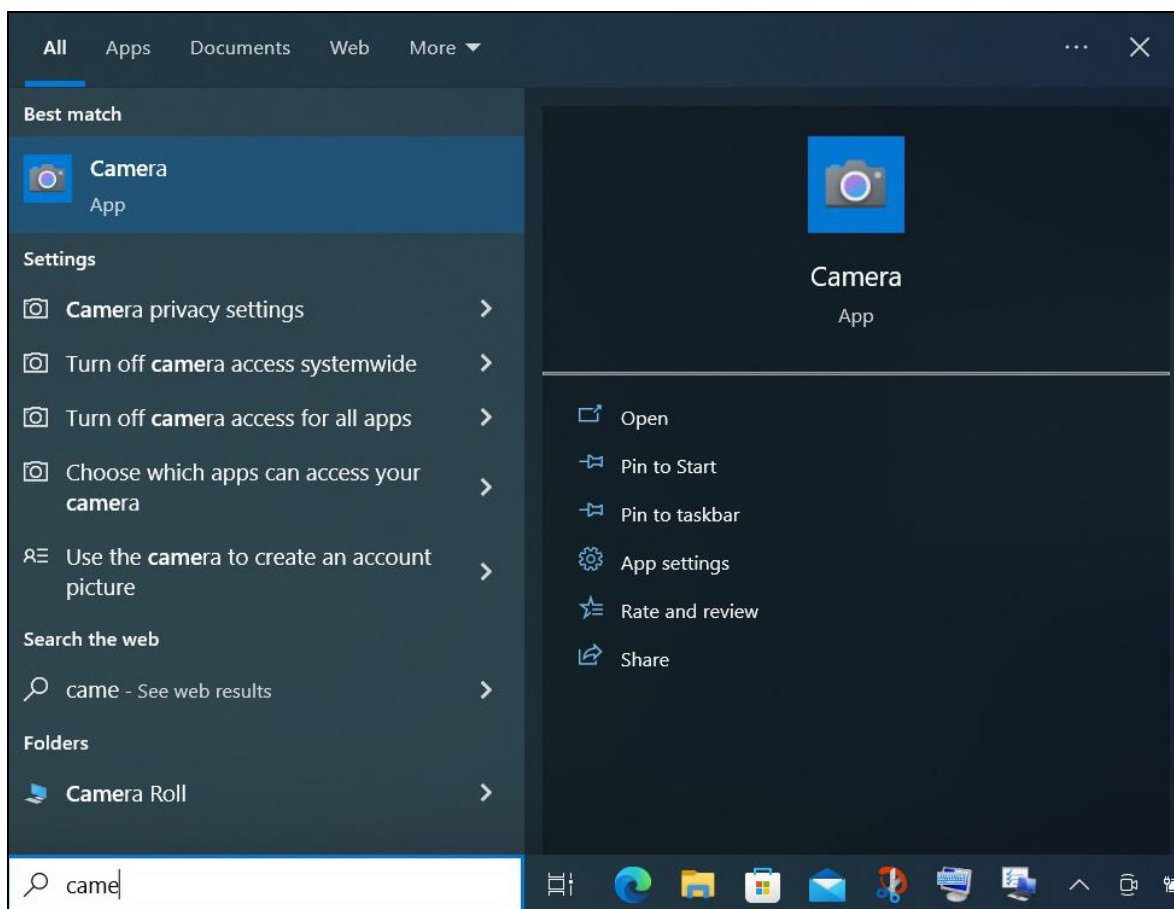 All Apps Documents Web More
Best match
Camera
App
Settings
Camera privacy settings
Turn off camera access systemwide
Turn off camera access for all apps
Choose which apps can access your
camera
Use the camera to create an account
picture
Search the web
came - See web results
Folders
Camera Roll
came
Camera
App
Open
Pin to Start
Pin to taskbar
App settings
Rate and review
Share